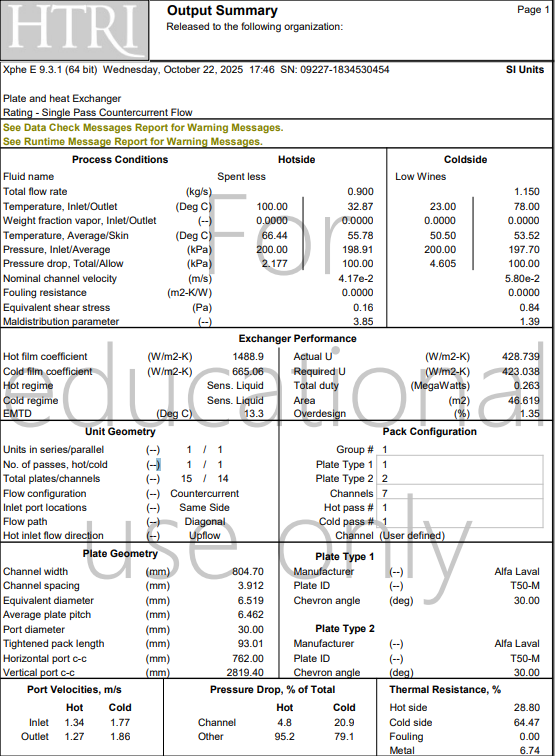 HTRI
Output Summary Page 1
Released to the following organization:
Xphe E 9.3.1 (64 bit) Wednesday, October 22, 2025 17:46 SN: 09227-1834530454 SI Units
Plate and heat Exchanger
Rating - Single Pass Countercurrent Flow
See Data Check Messages Report for Warning Messages.
See Runtime Message Report for Warning Messages.
Process Conditions Hotside Coldside
Fluid name Spent less Low Wines
Total flow rate (kg/s) 0.900 1.150
Temperature, Inlet/Outlet (Deg C) 100.00 32.87 23.00 78.00
Weight fraction vapor, Inlet/Outlet (--) 0.0000 0.0000 0.0000 0.0000
Temperature, Average/Skin (Deg C) 66.44 55.78 50.50 53.52
Pressure, Inlet/Average (kPa) 200.00 198.91 200.00 197.70
Pressure drop, Total/Allow (kPa) 2.177 100.00 4.605 100.00
Nominal channel velocity (m/s) 4.17e-2 5.80e-2
Fouling resistance (m2-K/W) 0.0000 0.0000
Equivalent shear stress (Pa) 0.16 0.84
Maldistribution parameter (--) 3.85 1.39
Exchanger Performance
Hot film coefficient (W/m2-K) 1488.9 Actual U (W/m2-K) 428.739
Cold film coefficient (W/m2-K) 665.06 Required U (W/m2-K) 423.038
Hot regime Sens. Liquid Total duty (MegaWatts) 0.263
Cold regime Sens. Liquid Area (m2) 46.619
EMTD (Deg C) 13.3 Overdesign (%) 1.35
Unit Geometry Pack Configuration
Units in series/parallel (--) 1 / 1 Group # 1
No. of passes, hot/cold (--) 1 / 1 Plate Type 1 1
Total plates/channels (--) 15 / 14 Plate Type 2 2
Flow configuration (--) Countercurrent Channels 7
Inlet port locations (--) Same Side Hot pass # 1
Flow path (--) Diagonal Cold pass # 1
Hot inlet flow direction (--) Upflow Channel (User defined)
Plate Geometry Plate Type 1
Channel width (mm) 804.70 Manufacturer (--) Alfa Laval
Channel spacing (mm) 3.912 Plate ID (--) T50-M
Equivalent diameter (mm) 6.519 Chevron angle (deg) 30.00
Average plate pitch (mm) 6.462
Port diameter (mm) 30.00 Plate Type 2
Tightened pack length (mm) 93.01 Manufacturer (--) Alfa Laval
Horizontal port c-c (mm) 762.00 Plate ID (--) T50-M
Vertical port c-c (mm) 2819.40 Chevron angle (deg) 30.00
Port Velocities, m/s Pressure Drop, % of Total Thermal Resistance, %
Hot Cold Hot Cold Hot side 28.80
Inlet 1.34 1.77 Channel 4.8 20.9 Cold side 64.47
Outlet 1.27 1.86 Other 95.2 79.1 Fouling 0.00
Metal 6.74
For
educational
use only